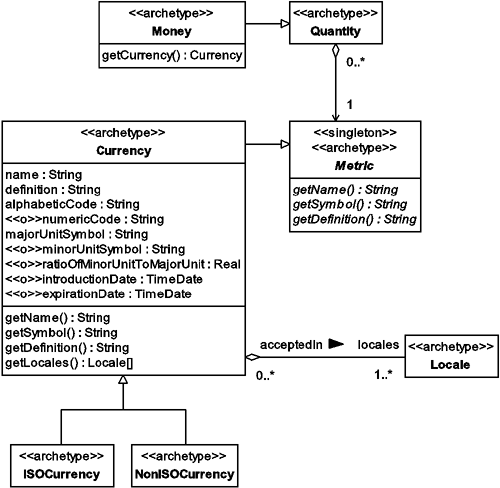 <<archetype>>
Money
getCurrency() : Currency
<<archetype>>
Quantity
0..*
1
<<archetype>>
Currency
name : String
definition : String
alphabeticCode : String
<<o>>numericCode : String
majorUnitSymbol : String
<<o>>minorUnitSymbol : String
<<o>>ratioOfMinorUnitToMajorUnit : Real
<<o>>introductionDate : TimeDate
<<o>>expirationDate : TimeDate
getName() : String
getSymbol() : String
getDefinition() : String
getLocales() : Locale[]
<<singleton>>
<<archetype>>
Metric
getName() : String
getSymbol() : String
getDefinition() : String
acceptedIn locales
0..* 1..*
<<archetype>>
Locale
<<archetype>>
ISOCurrency
<<archetype>>
NonISOCurrency